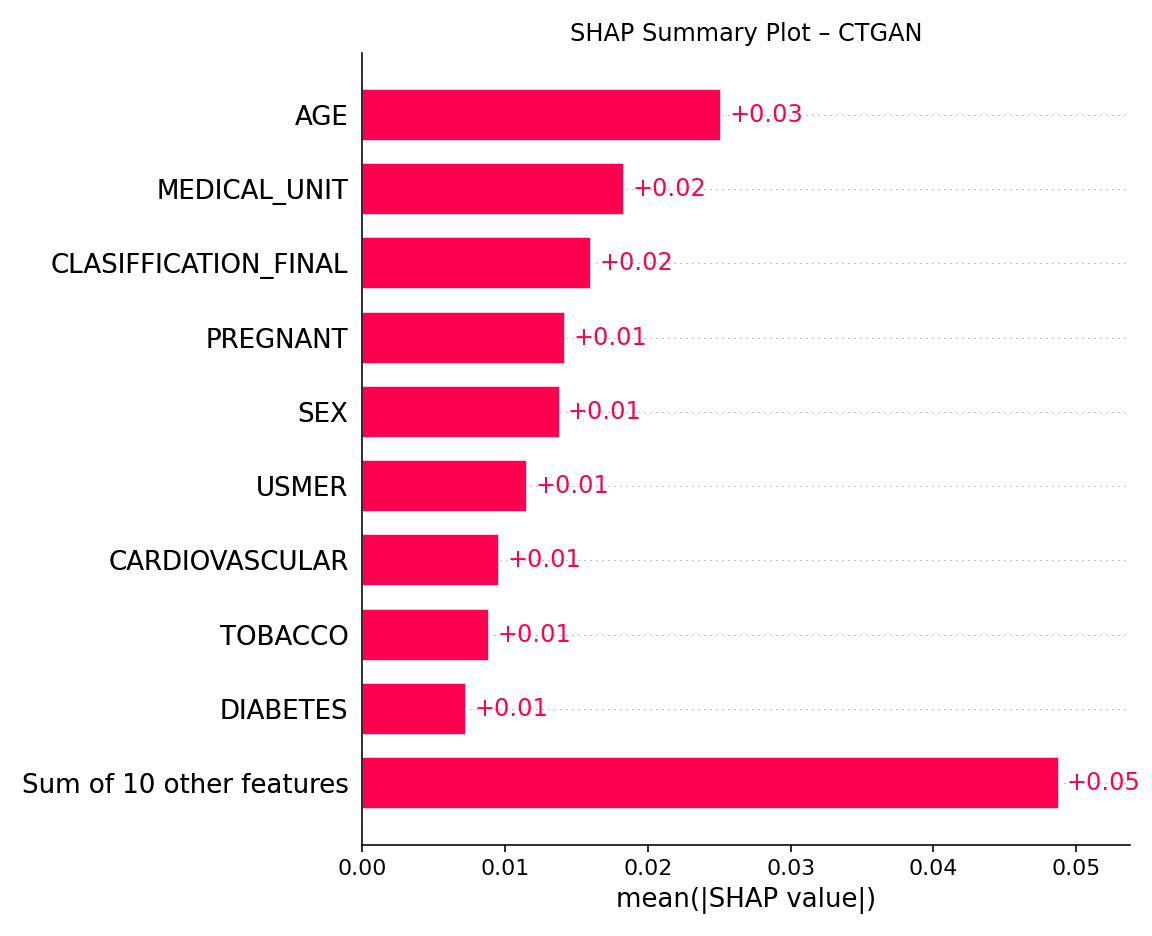 SHAP Summary Plot – CTGAN
AGE +0.03
MEDICAL_UNIT +0.02
CLASIFFICATION_FINAL +0.02
PREGNANT +0.01
SEX +0.01
USMER +0.01
CARDIOVASCULAR +0.01
TOBACCO +0.01
DIABETES +0.01
Sum of 10 other features +0.05
0.00 0.01 0.02 0.03 0.04 0.05
mean(|SHAP value|)